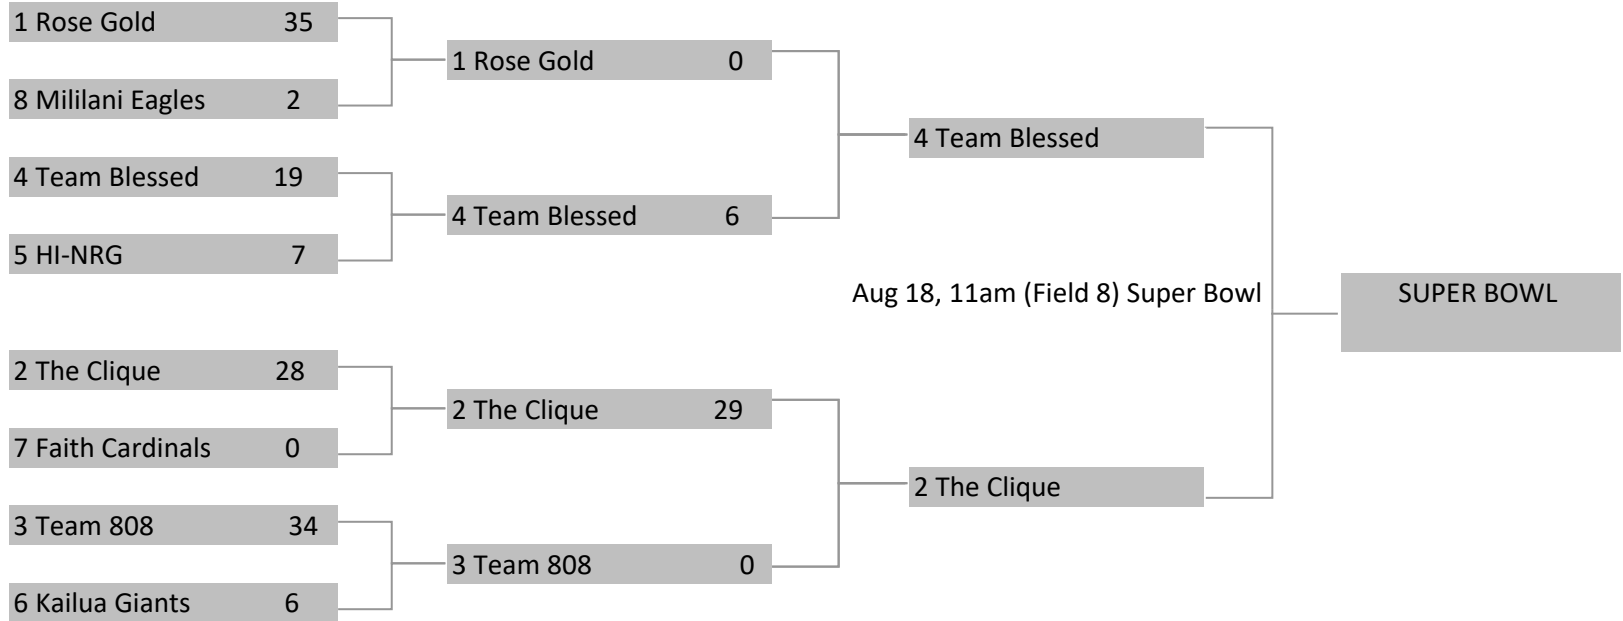 1 Rose Gold 35
8 Mililani Eagles 2
4 Team Blessed 19
5 HI-NRG 7
2 The Clique 28
7 Faith Cardinals 0
3 Team 808 34
6 Kailua Giants 6
1 Rose Gold 0
4 Team Blessed 6
2 The Clique 29
3 Team 808 0
4 Team Blessed
Aug 18, 11am (Field 8) Super Bowl
2 The Clique
SUPER BOWL